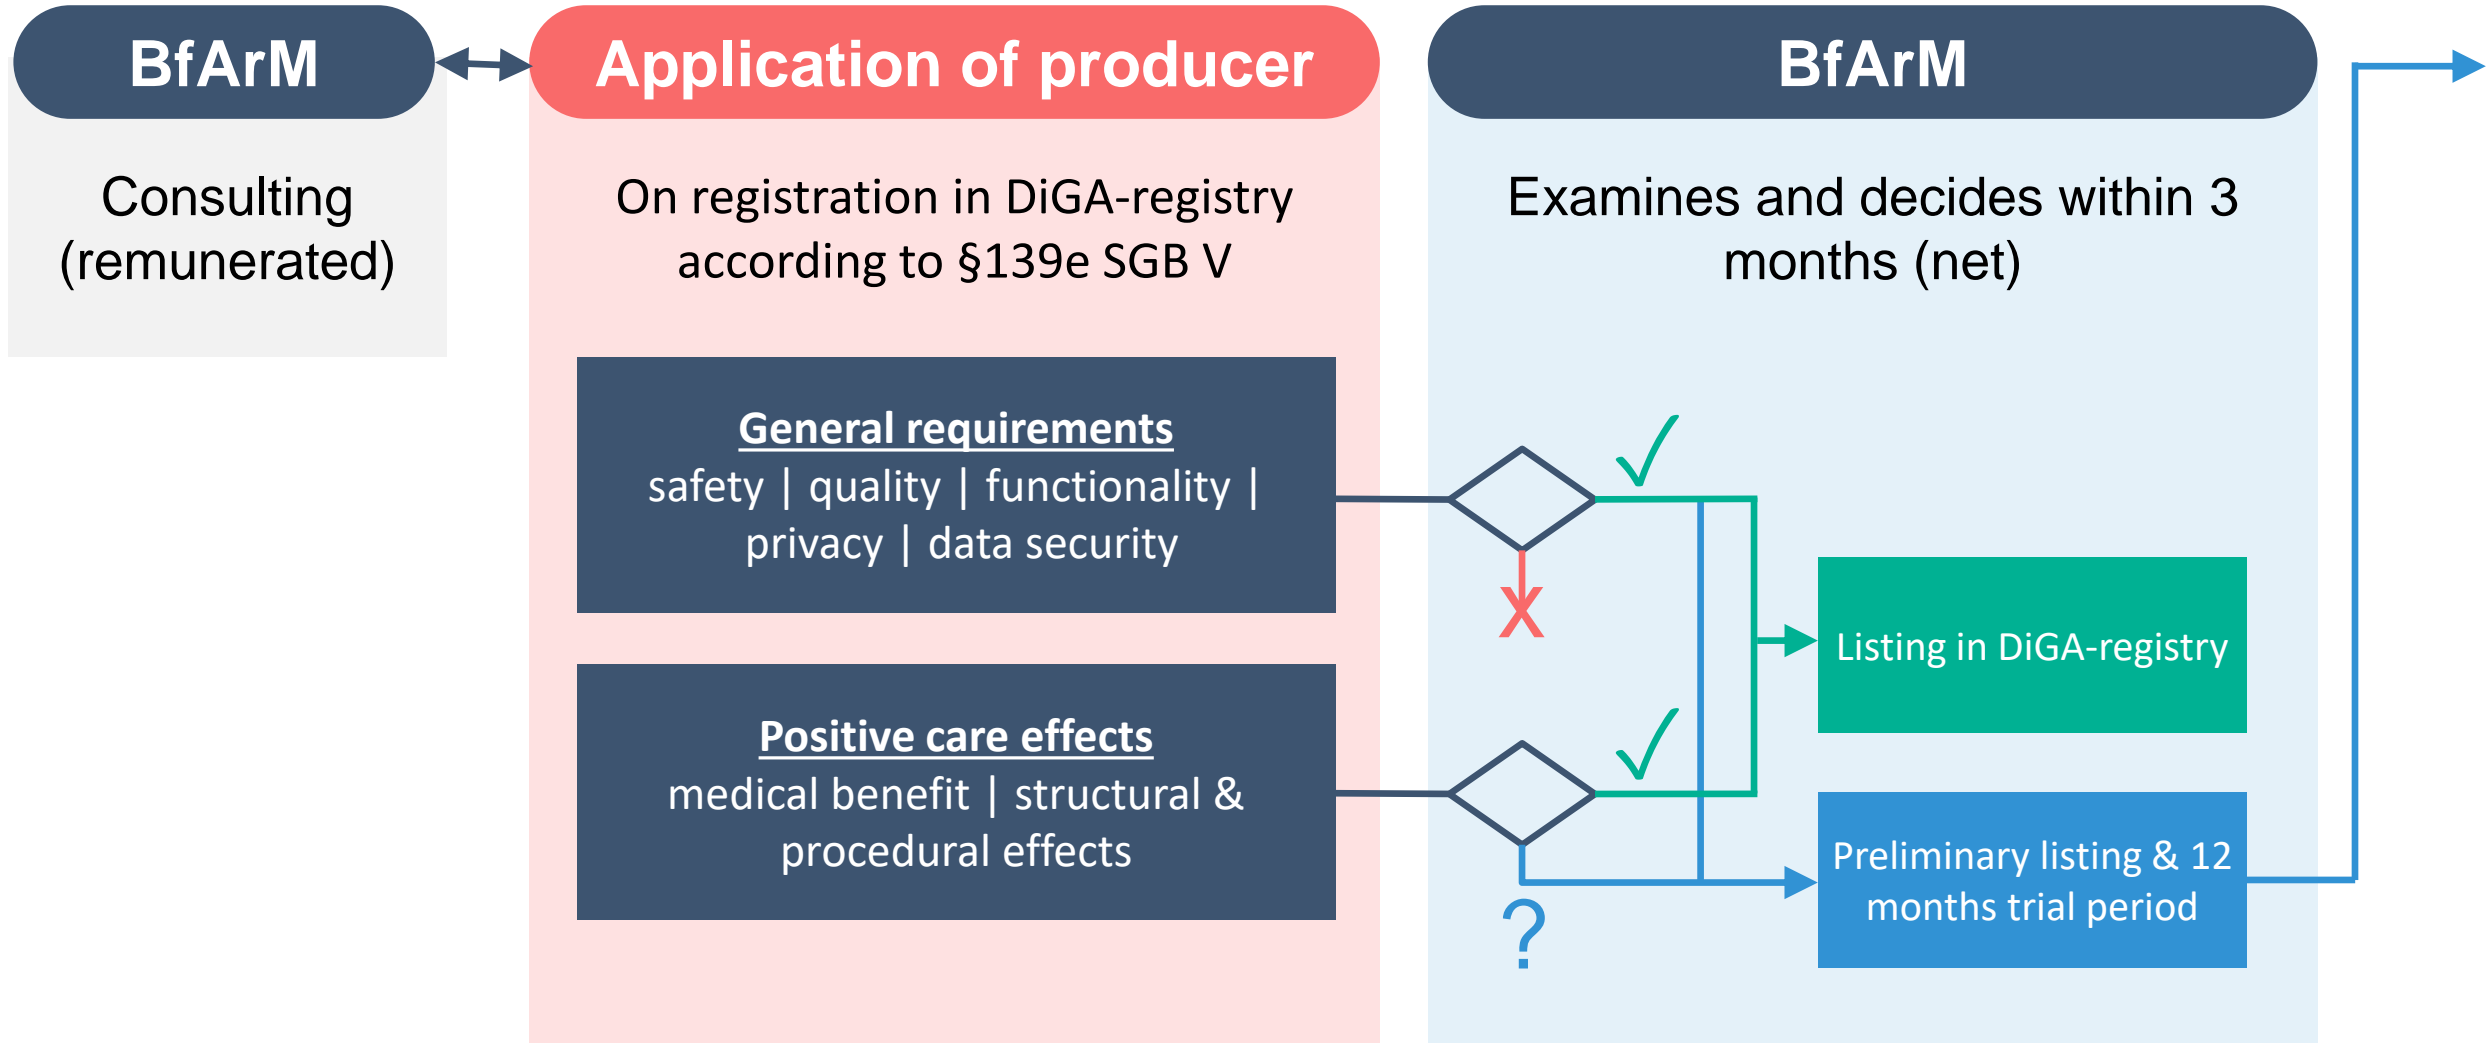 BfArM
Consulting
(remunerated)
Application of producer
On registration in DiGA-registry
according to §139e SGB V
General requirements
safety | quality | functionality |
privacy | data security
Positive care effects
medical benefit | structural &
procedural effects
BfArM
Examines and decides within 3
months (net)
X
Listing in DiGA-registry
Preliminary listing & 12
months trial period
?